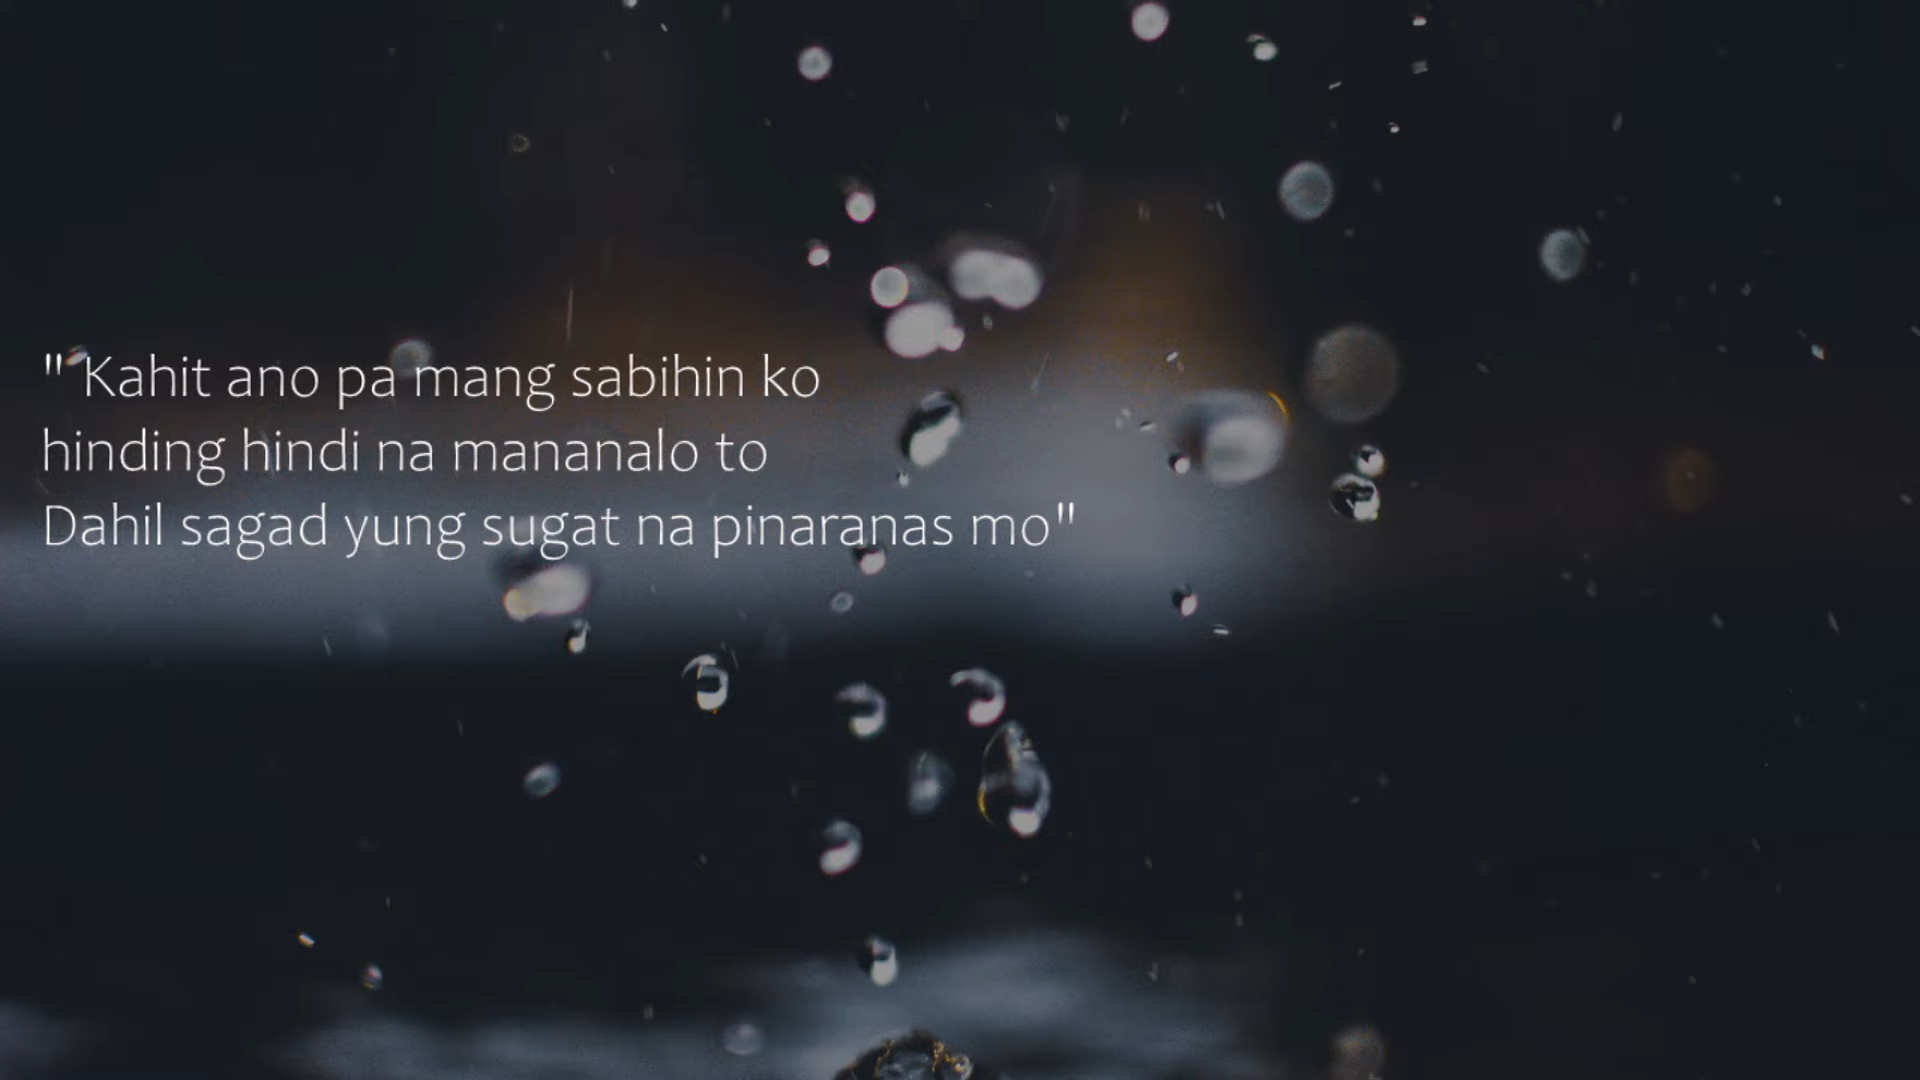 "Kahit ano pa mang sabihin ko
hinding hindi na mananalo to
Dahil sagad yung sugat na pinaranas mo"